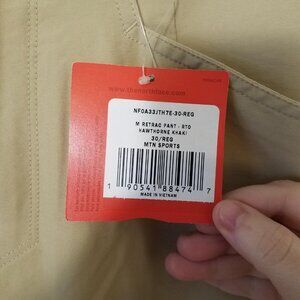 www.thenorthface.com
NF0A33JTH7E-30-REG
M RETRAC PANT - STO
HAWTHORNE KHAKI
30/REG
MTN SPORTS
1 90541 88474 7
MADE IN VIETNAM